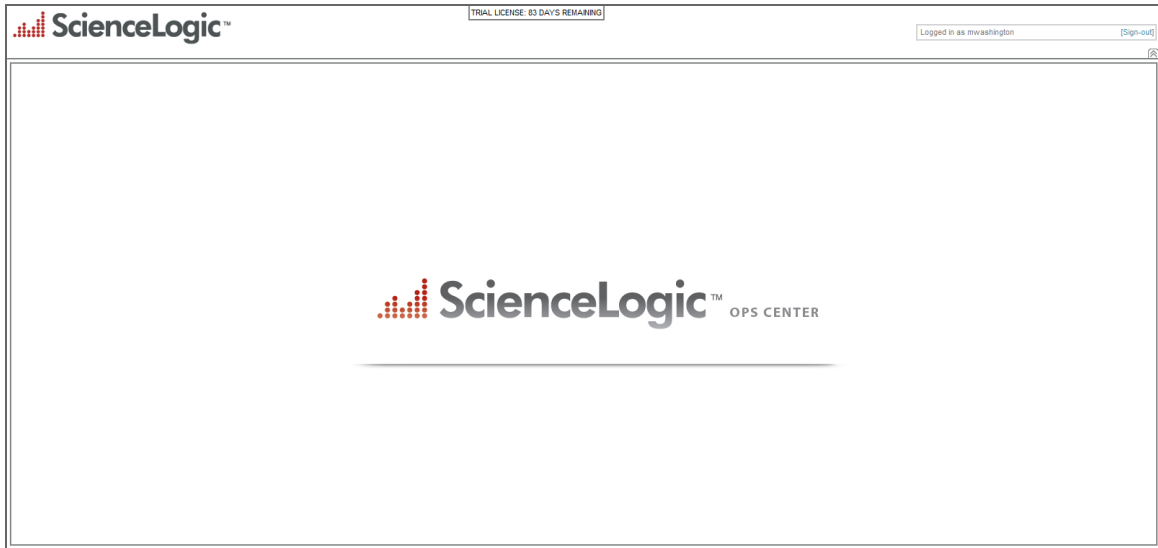 ScienceLogic™
TRIAL LICENSE: 83 DAYS REMAINING
Logged in as mwashington [Sign-out]
ScienceLogic™ OPS CENTER